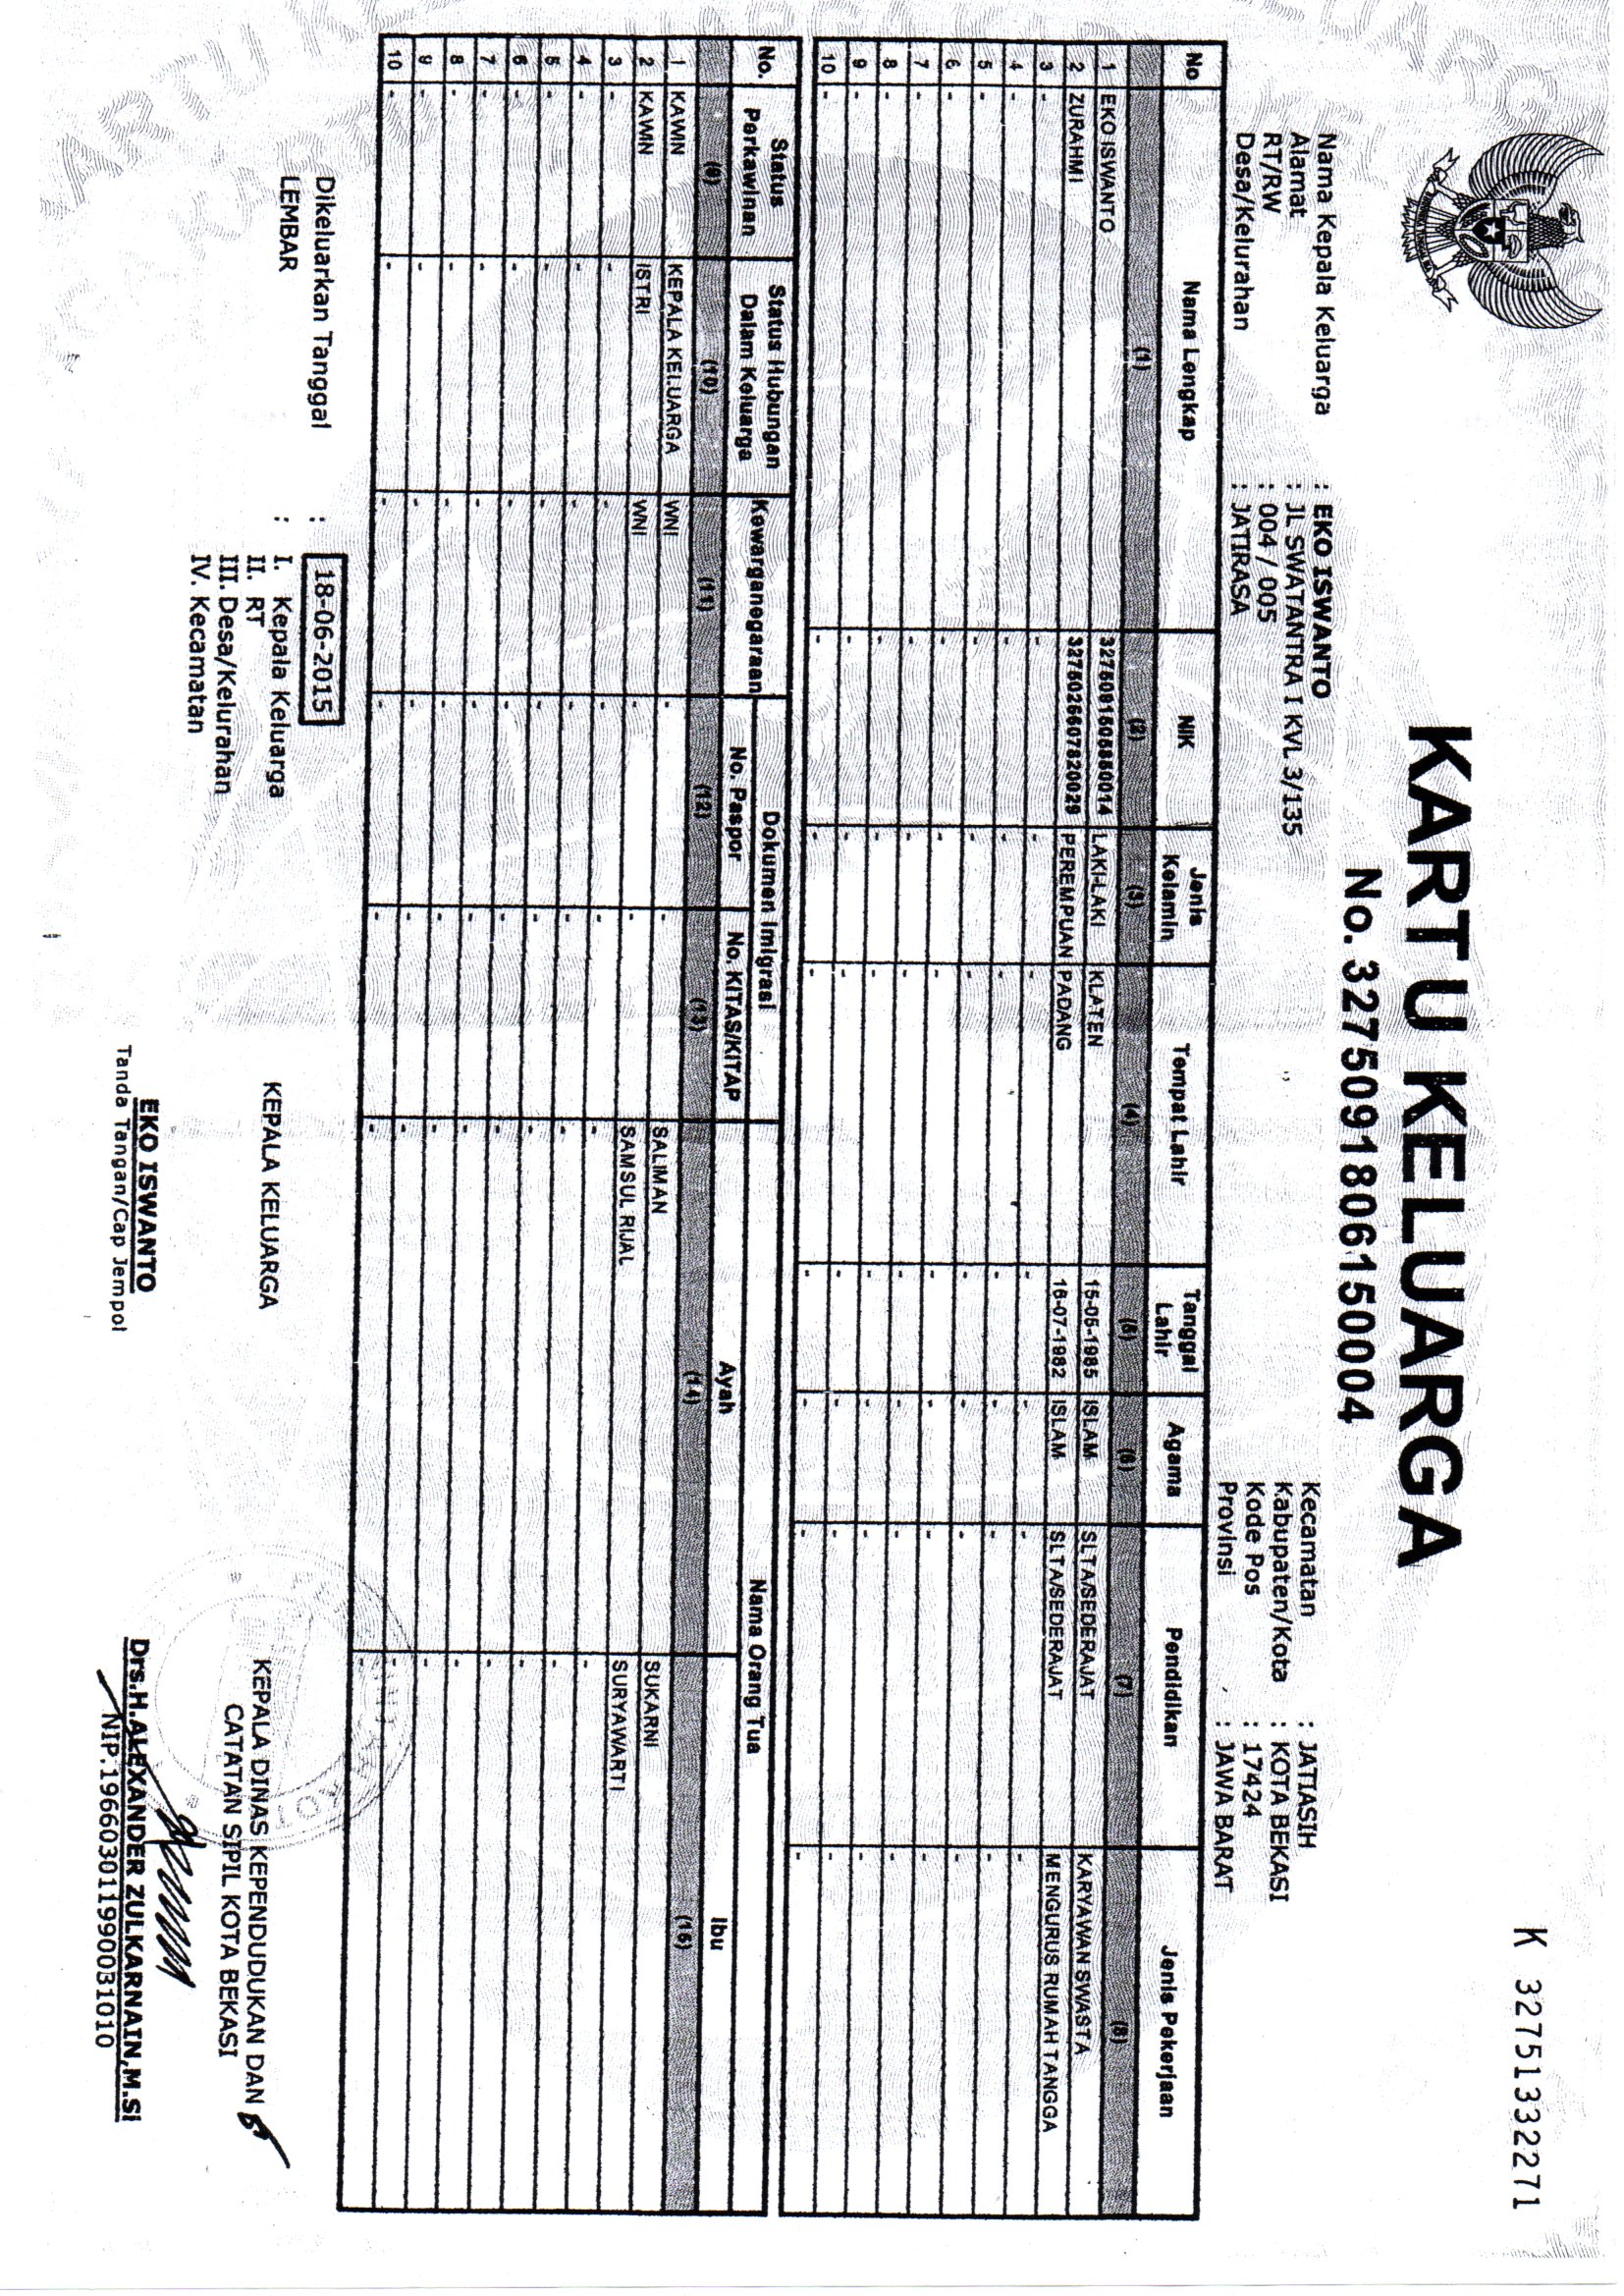 K 32751332271
KARTU KELUARGA
No. 3275091806150004
Nama Kepala Keluarga : EKO ISWANTO
Alamat : JL SWATANTRA I KVL 3/135
RT/RW : 004 / 005
Desa/Kelurahan : JATIRASA
Kecamatan : JATIASIH
Kabupaten/Kota : KOTA BEKASI
Kode Pos : 17424
Provinsi : JAWA BARAT
No Nama Lengkap NIK Jenis Kelamin Tempat Lahir Tanggal Lahir Agama Pendidikan Jenis Pekerjaan
(1) (2) (3) (4) (5) (6) (7) (8)
1 EKO ISWANTO 3275091505850014 LAKI-LAKI KLATEN 15-05-1985 ISLAM SLTA/SEDERAJAT KARYAWAN SWASTA
2 ZURAHMI 3275025607820029 PEREMPUAN PADANG 16-07-1982 ISLAM SLTA/SEDERAJAT MENGURUS RUMAH TANGGA
3 - - - - - - - -
4 - - - - - - - -
5 - - - - - - - -
6 - - - - - - - -
7 - - - - - - - -
8 - - - - - - - -
9 - - - - - - - -
10 - - - - - - - -
No. Status Perkawinan Status Hubungan Dalam Keluarga Kewarganegaraan Dokumen Imigrasi Nama Orang Tua
No. Paspor No. KITAS/KITAP Ayah Ibu
(9) (10) (11) (12) (13) (14) (15)
1 KAWIN KEPALA KELUARGA WNI - - SALIMAN SUKARNI
2 KAWIN ISTRI WNI - - SAMSUL RIJAL SURYAWARTI
3 - - - - - - -
4 - - - - - - -
5 - - - - - - -
6 - - - - - - -
7 - - - - - - -
8 - - - - - - -
9 - - - - - - -
10 - - - - - - -
Dikeluarkan Tanggal : 18-06-2015
LEMBAR : I. Kepala Keluarga
II. RT
III. Desa/Kelurahan
IV. Kecamatan
KEPALA KELUARGA
EKO ISWANTO
Tanda Tangan/Cap Jempol
KEPALA DINAS KEPENDUDUKAN DAN
CATATAN SIPIL KOTA BEKASI
Drs.H.ALEXANDER ZULKARNAIN,M.Si
NIP.196603011990031010